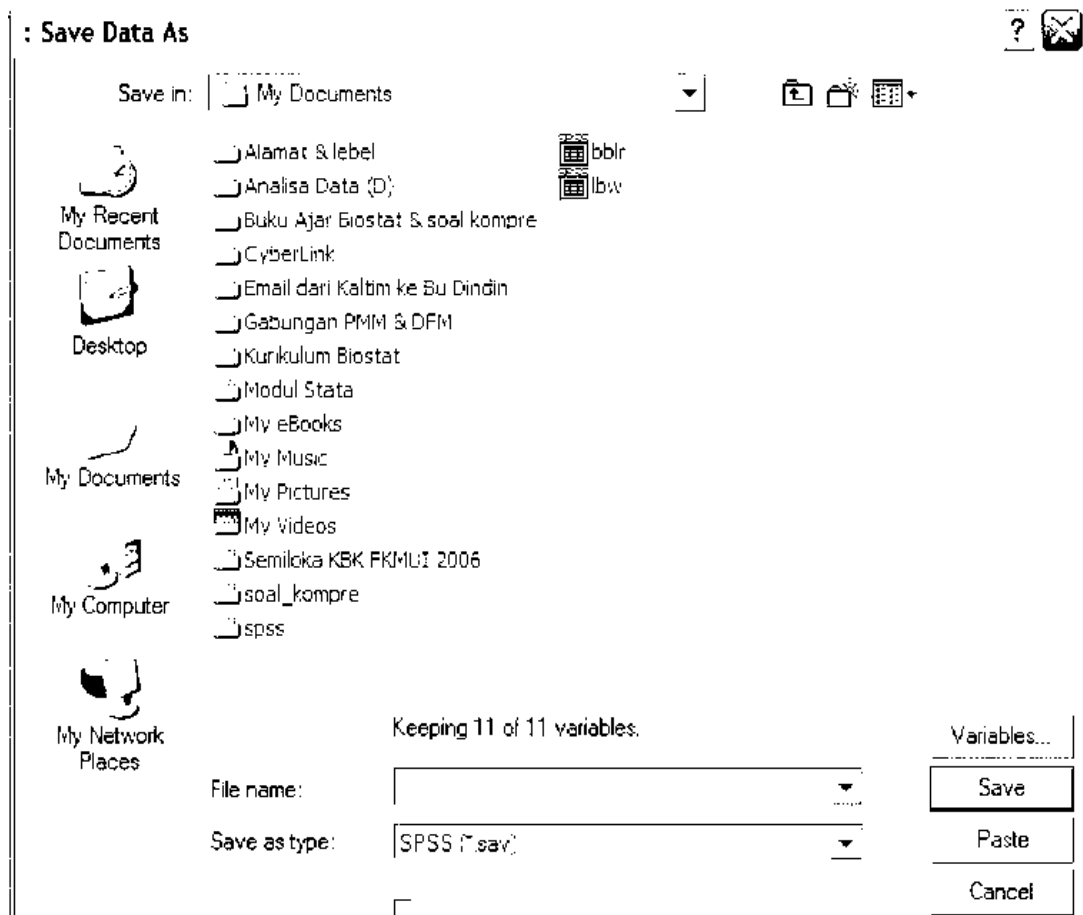 : Save Data As
?
Save in: My Documents
Alamat & lebel
Analisa Data (D)
Buku Ajar Biostat & soal kompre
CyberLink
Email dari Kaltim ke Bu Dindin
Gabungan PMM & DFM
Kurikulum Biostat
Modul Stata
My eBooks
My Music
My Pictures
My Videos
Semiloka KBK FKMUI 2006
soal_kompre
spss
bblr
lbw
My Recent
Documents
Desktop
My Documents
My Computer
My Network
Places
Keeping 11 of 11 variables.
File name:
Save as type: SPSS (*.sav)
Variables...
Save
Paste
Cancel